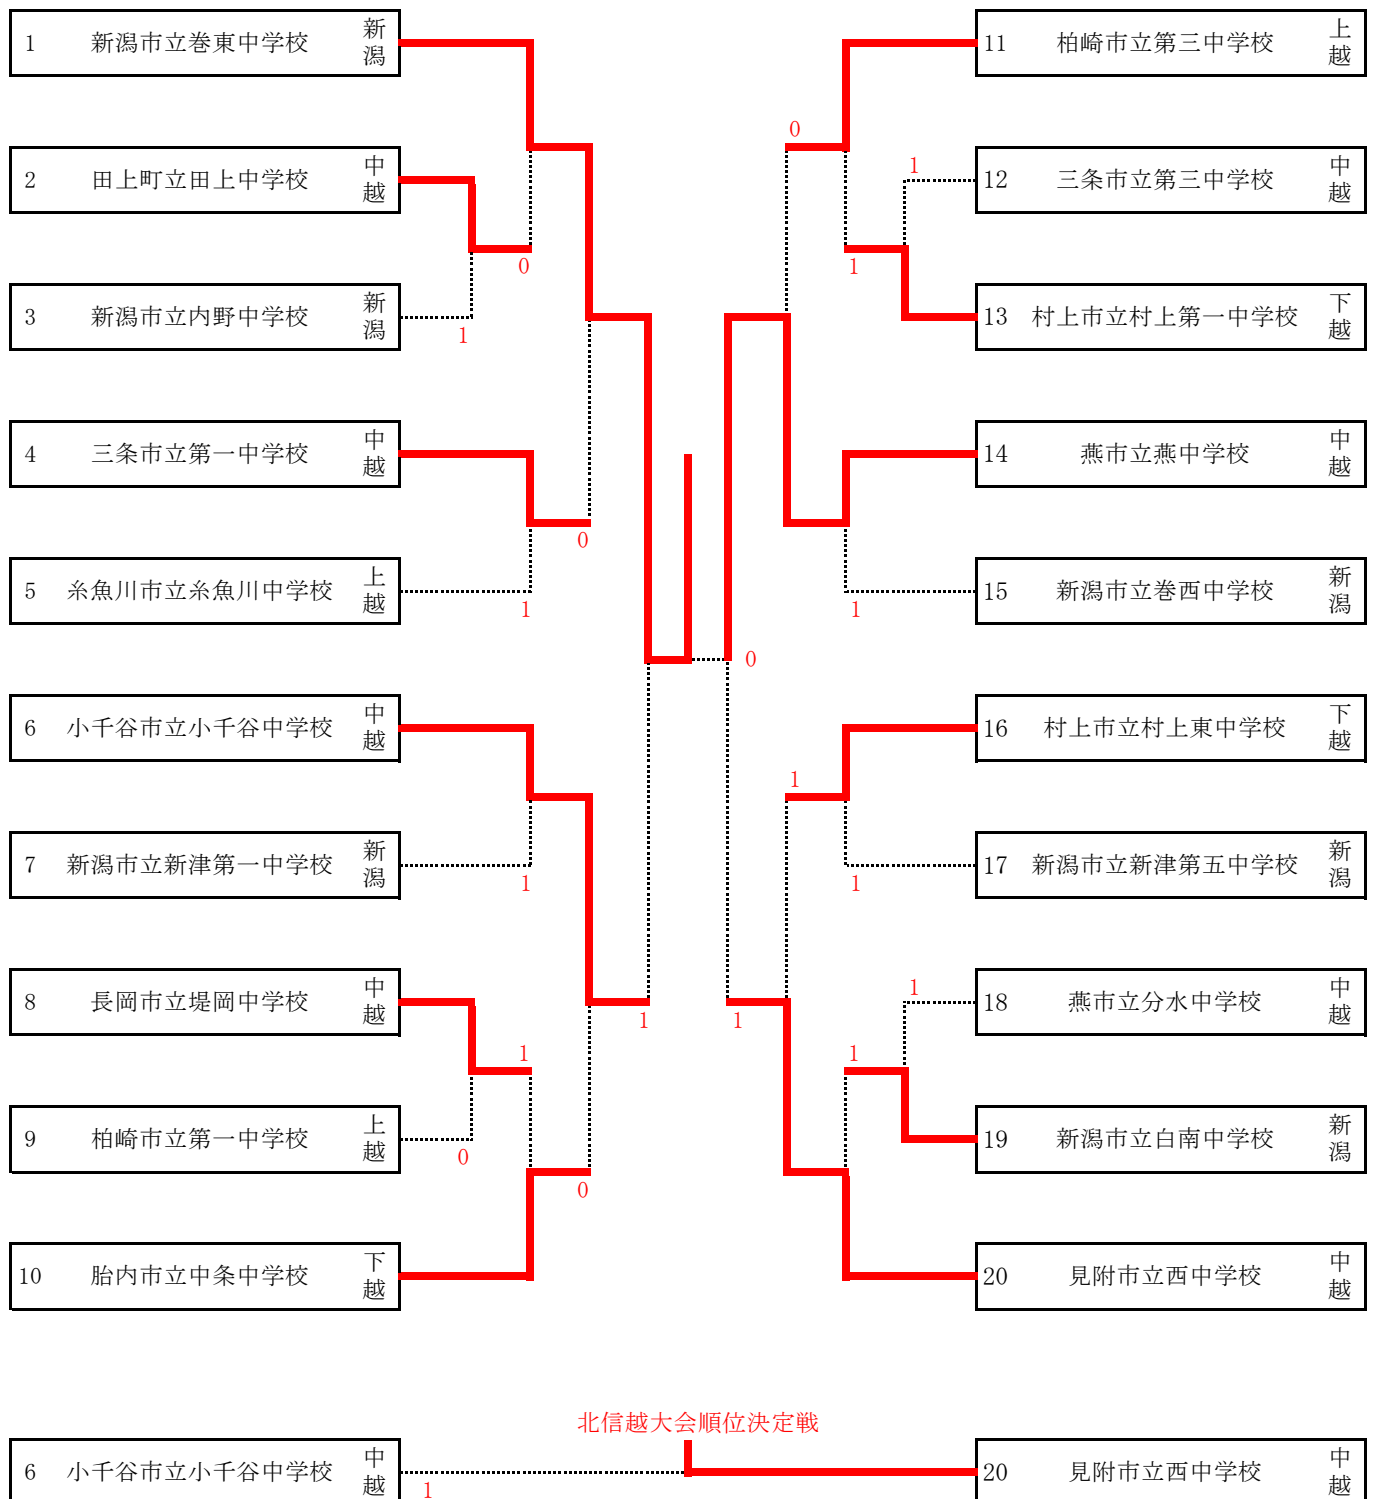 1 新潟市立巻東中学校 新潟
2 田上町立田上中学校 中越
0
3 新潟市立内野中学校 新潟
1
4 三条市立第一中学校 中越
0
5 糸魚川市立糸魚川中学校 上越
1
6 小千谷市立小千谷中学校 中越
7 新潟市立新津第一中学校 新潟
1
8 長岡市立堤岡中学校 中越
1
1
9 柏崎市立第一中学校 上越
0
0
10 胎内市立中条中学校 下越
11 柏崎市立第三中学校 上越
0
1
12 三条市立第三中学校 中越
1
13 村上市立村上第一中学校 下越
14 燕市立燕中学校 中越
15 新潟市立巻西中学校 新潟
1
0
16 村上市立村上東中学校 下越
1
17 新潟市立新津第五中学校 新潟
1
1
18 燕市立分水中学校 中越
1
1
19 新潟市立白南中学校 新潟
20 見附市立西中学校 中越
北信越大会順位決定戦
6 小千谷市立小千谷中学校 中越
1
20 見附市立西中学校 中越